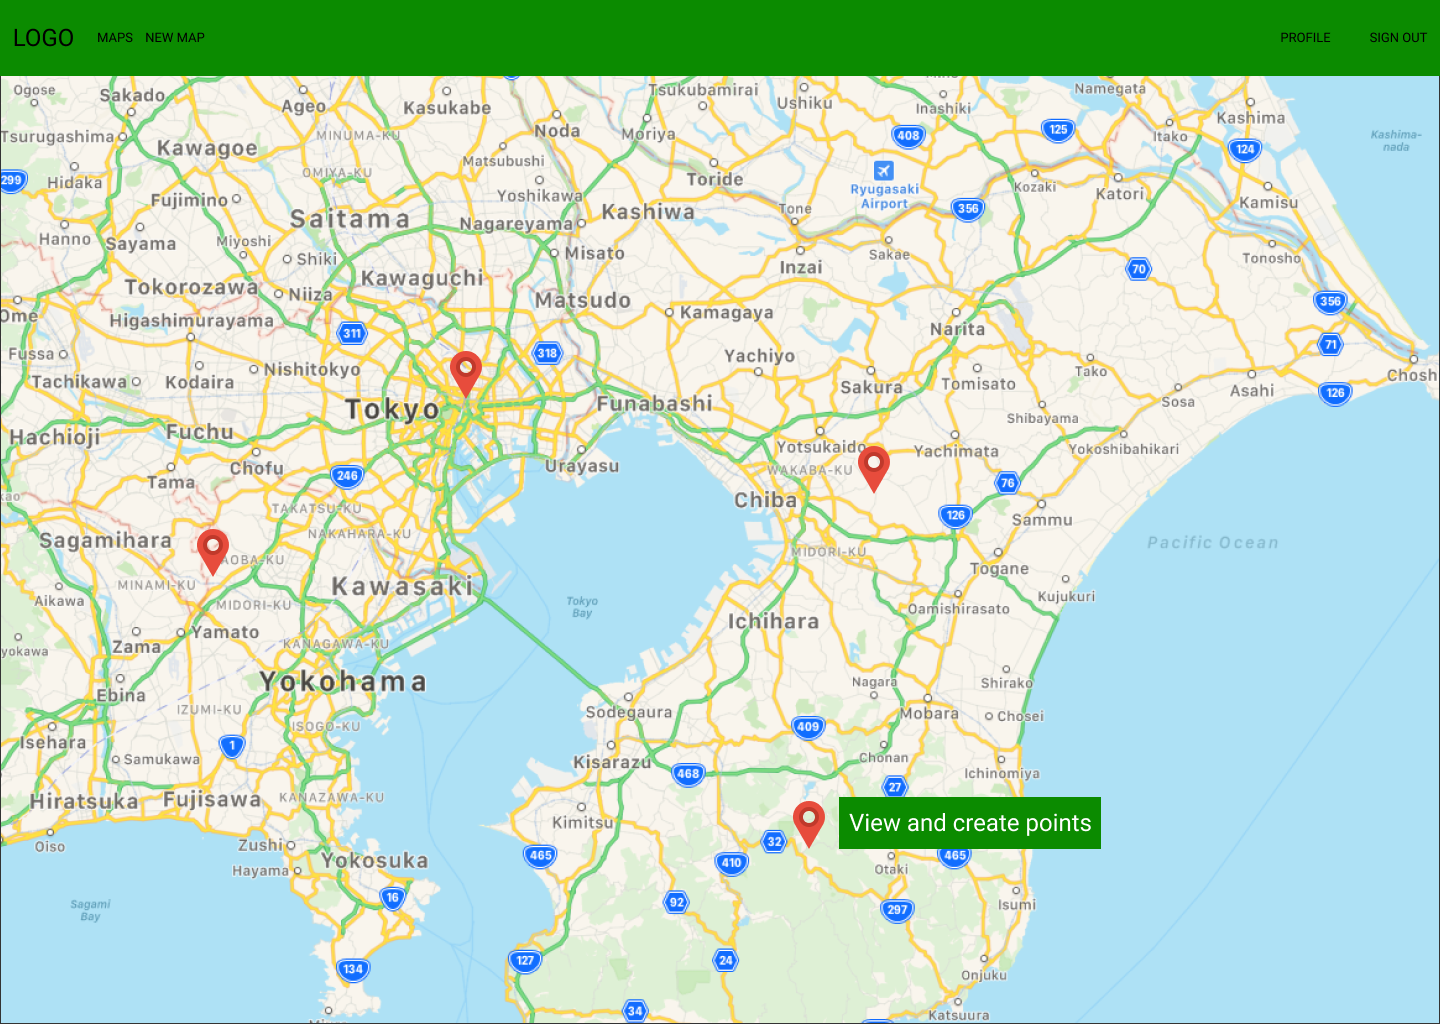 LOGO MAPS NEW MAP PROFILE SIGN OUT
Ogose
Sakado
Ageo
Kasukabe
Tsukubamirai
Ushiku
Inashiki
Namegata
Kashima
Noda
Moriya
408
125
Itako
124
Kashima-
nada
Tsurugashima
Kawagoe
MINUMA-KU
Matsubushi
OMIYA-KU
299
Hidaka
Toride
Ryugasaki
Airport
Kozaki
Katori
Kamisu
Fujimino
Yoshikawa
Saitama
Nagareyama
Kashiwa
Tone
356
Hanno
Sayama
Miyoshi
Shiki
Misato
Inzai
Sakae
Tonosho
Kawaguchi
70
Tokorozawa
Niiza
Matsudo
356
Ome
Higashimurayama
311
Kamagaya
Narita
71
Fussa
318
Yachiyo
Tachikawa
Kodaira
Nishitokyo
Sakura
Tomisato
Tako
Asahi
Chosh
126
Tokyo
Funabashi
Shibayama
Sosa
Hachioji
Fuchu
Chofu
Urayasu
Yotsukaido
WAKABA-KU
Yachimata
Yokoshibahikari
Tama
246
76
Chiba
126
Sammu
TAKATSU-KU
NAKAHARA-KU
Sagamihara
AOBA-KU
MIDORI-KU
Pacific Ocean
Togane
MINAMI-KU
Kawasaki
Kujukuri
Aikawa
MIDORI-KU
Tokyo
Bay
Oamishirasato
Ichihara
Yamato
KANAGAWA-KU
Zama
yokawa
Ebina
Yokohama
Nagara
Shirako
IZUMI-KU
Sodegaura
Mobara
Chosei
ISOGO-KU
409
Isehara
1
Samukawa
Kisarazu
468
Chonan
Ichinomiya
27
Hiratsuka
Fujisawa
KANAZAWA-KU
View and create points
Kimitsu
32
Oiso
Zushi
Yokosuka
465
410
465
Hayama
Otaki
16
92
297
Isumi
Sagami
Bay
134
127
24
Onjuku
34
Katsuura